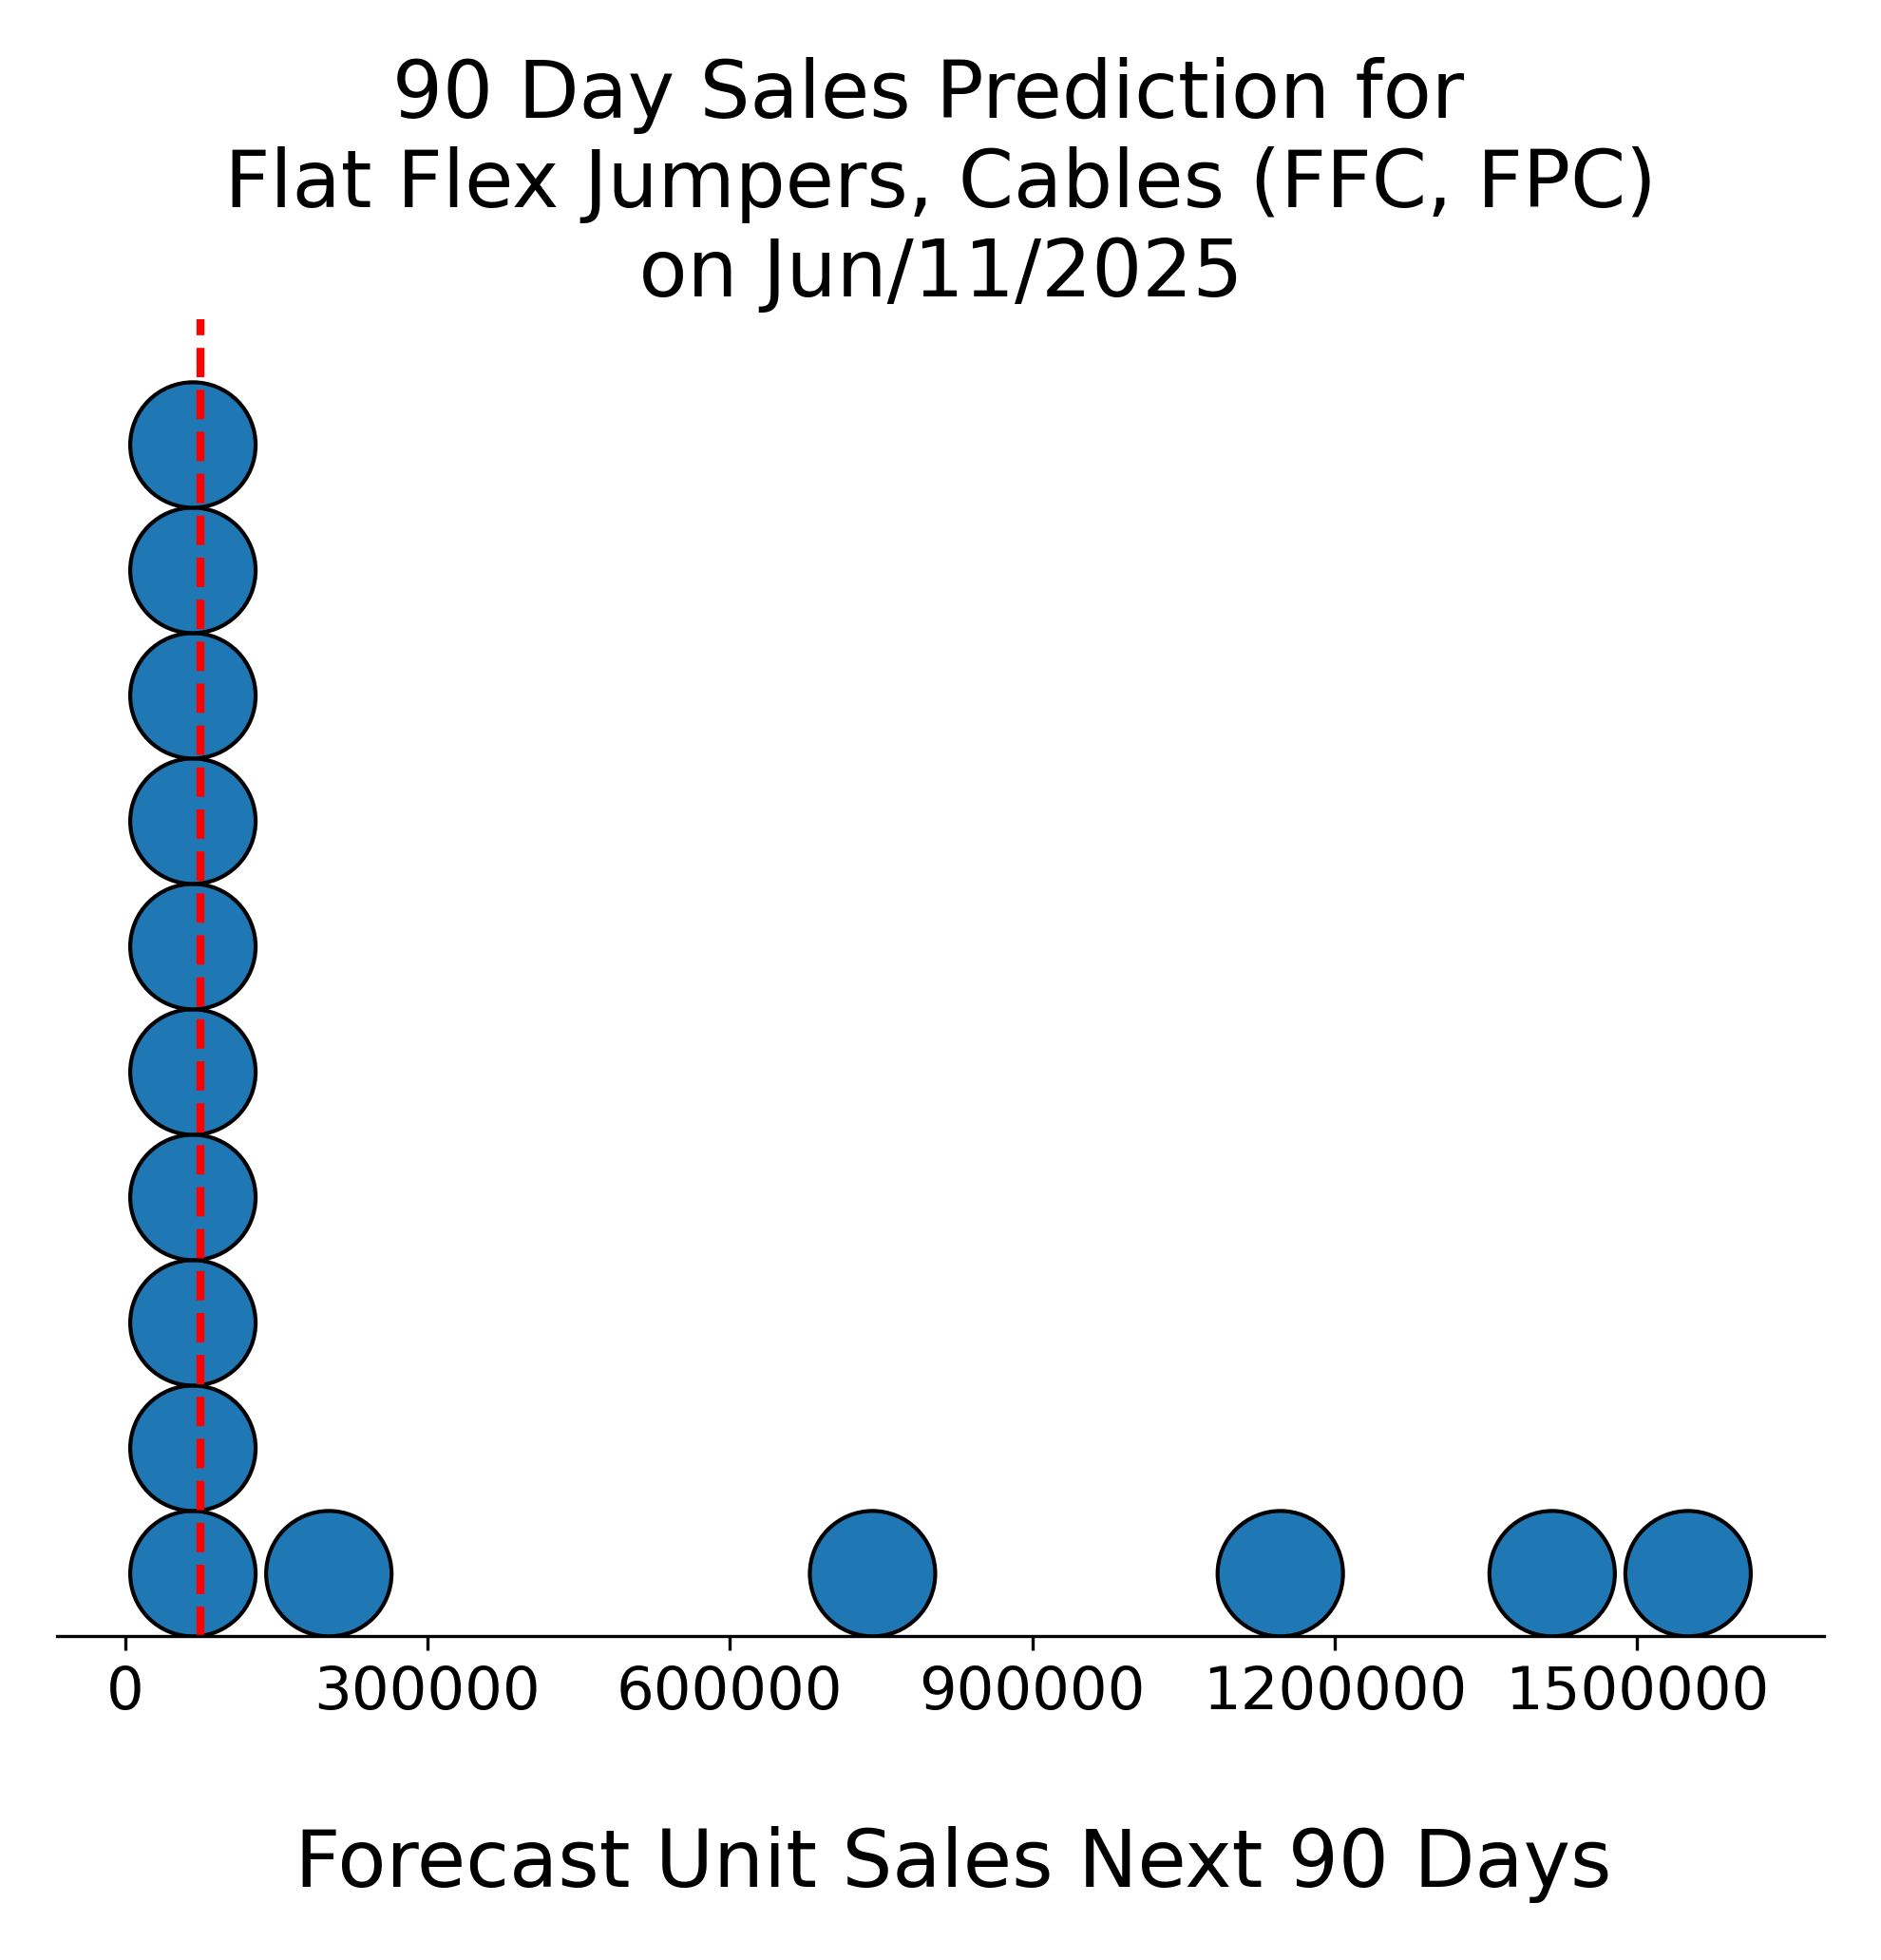 90 Day Sales Prediction for
Flat Flex Jumpers, Cables (FFC, FPC)
on Jun/11/2025
0 300000 600000 900000 1200000 1500000
Forecast Unit Sales Next 90 Days